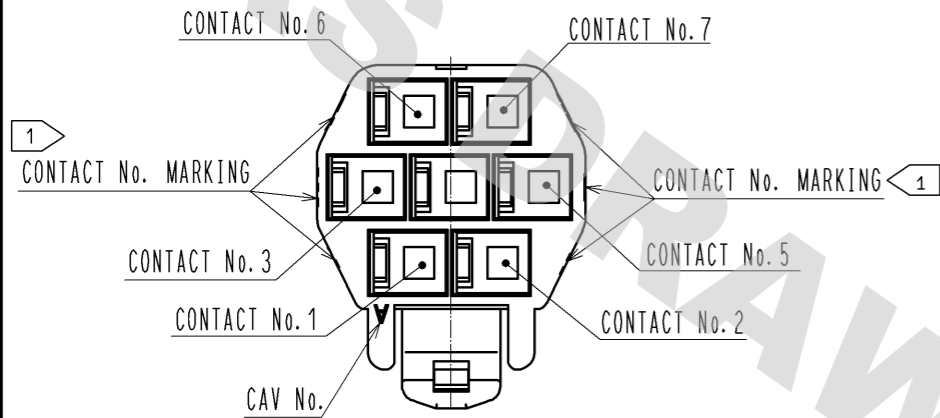 CONTACT No.6
CONTACT No.7
1
CONTACT No. MARKING
CONTACT No. MARKING
1
CONTACT No.3
CONTACT No.5
CONTACT No.1
CONTACT No.2
A
CAV No.
S DRAW